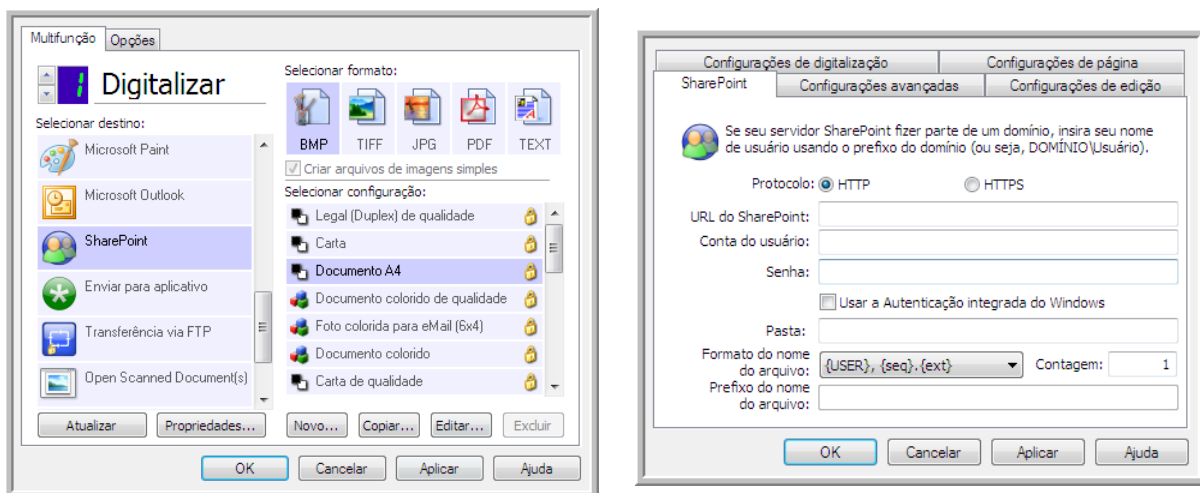 Multifunção
Opções
1
Digitalizar
Selecionar destino:
Microsoft Paint
Microsoft Outlook
SharePoint
Enviar para aplicativo
Transferência via FTP
Open Scanned Document(s)
Atualizar
Propriedades...
Selecionar formato:
BMP
TIFF
JPG
PDF
TEXT
Criar arquivos de imagens simples
Selecionar configuração:
Legal (Duplex) de qualidade
Carta
Documento A4
Documento colorido de qualidade
Foto colorida para eMail (6x4)
Documento colorido
Carta de qualidade
Novo...
Copiar...
Editar...
Excluir
OK
Cancelar
Aplicar
Ajuda
Configurações de digitalização
Configurações de página
SharePoint
Configurações avançadas
Configurações de edição
Se seu servidor SharePoint fizer parte de um domínio, insira seu nome
de usuário usando o prefixo do domínio (ou seja, DOMÍNIO\Usuário).
Protocolo:
HTTP
HTTPS
URL do SharePoint:
Conta do usuário:
Senha:
Usar a Autenticação integrada do Windows
Pasta:
Formato do nome
do arquivo:
{USER}, {seq}.{ext}
Contagem:
1
Prefixo do nome
do arquivo:
OK
Cancelar
Aplicar
Ajuda